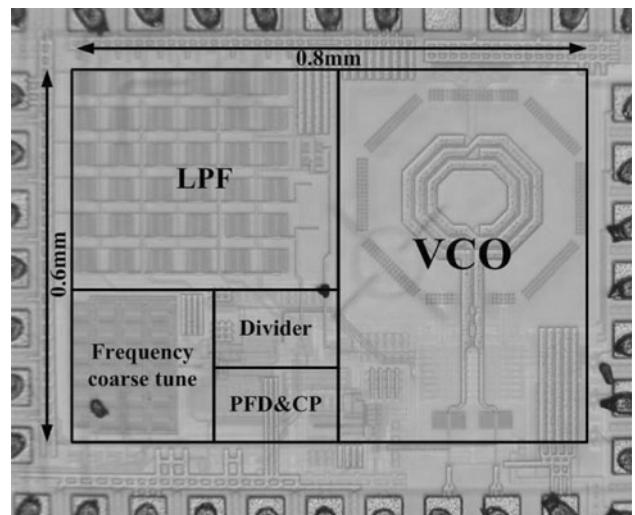 0.8mm
LPF
0.6mm
VCO
Divider
Frequency
coarse tune
PFD&CP